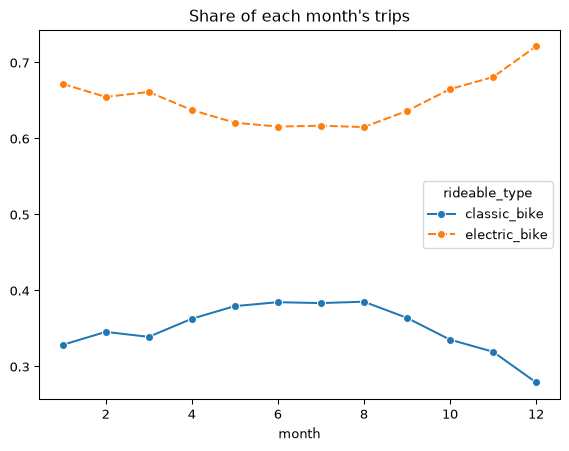 Share of each month's trips
0.7
0.6
0.5
0.4
0.3
rideable_type
classic_bike
electric_bike
2 4 6 8 10 12
month